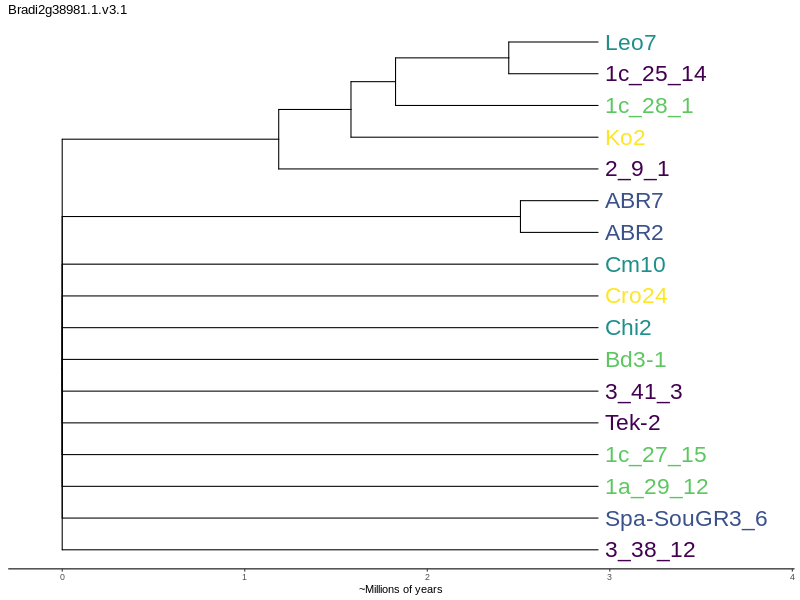 Bradi2g38981.1.v3.1
Leo7
1c_25_14
1c_28_1
Ko2
2_9_1
ABR7
ABR2
Cm10
Cro24
Chi2
Bd3-1
3_41_3
Tek-2
1c_27_15
1a_29_12
Spa-SouGR3_6
3_38_12
0 1 2 3 4
~Millions of years